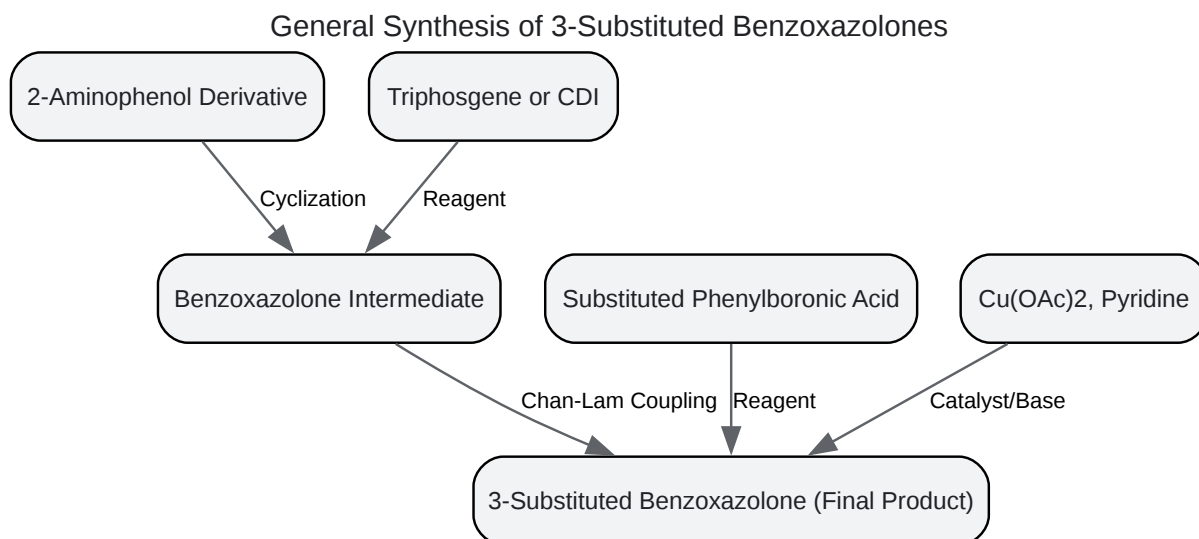 General Synthesis of 3-Substituted Benzoxazolones
2-Aminophenol Derivative
Triphosgene or CDI
Cyclization
Reagent
Benzoxazolone Intermediate
Substituted Phenylboronic Acid
Cu(OAc)2, Pyridine
Chan-Lam Coupling
Reagent
Catalyst/Base
3-Substituted Benzoxazolone (Final Product)